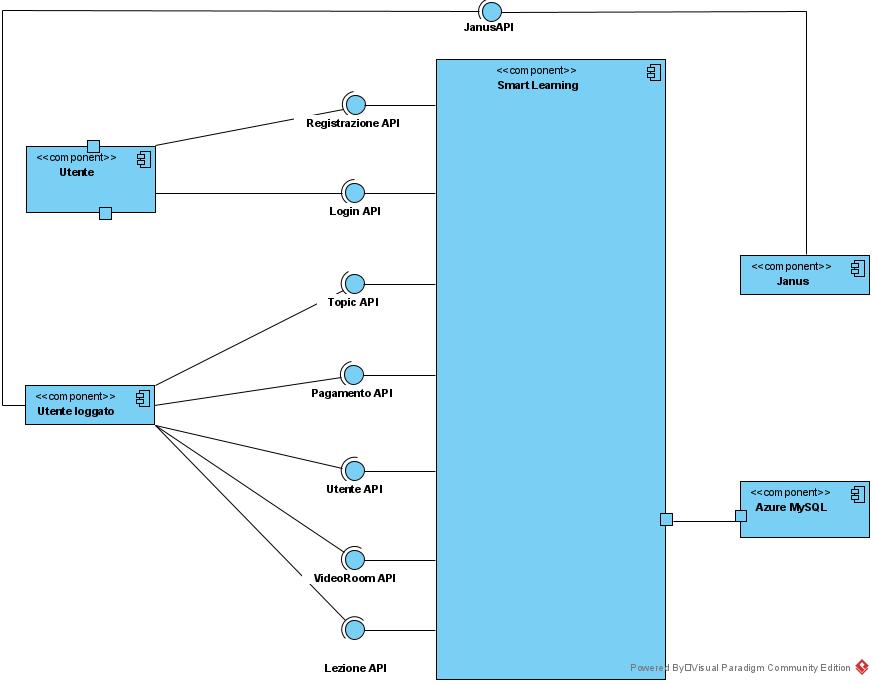 JanusAPI
<<component>>
Smart Learning
Registrazione API
<<component>>
Utente
Login API
<<component>>
Janus
Topic API
Pagamento API
<<component>>
Utente loggato
Utente API
<<component>>
Azure MySQL
VideoRoom API
Lezione API
Powered By Visual Paradigm Community Edition